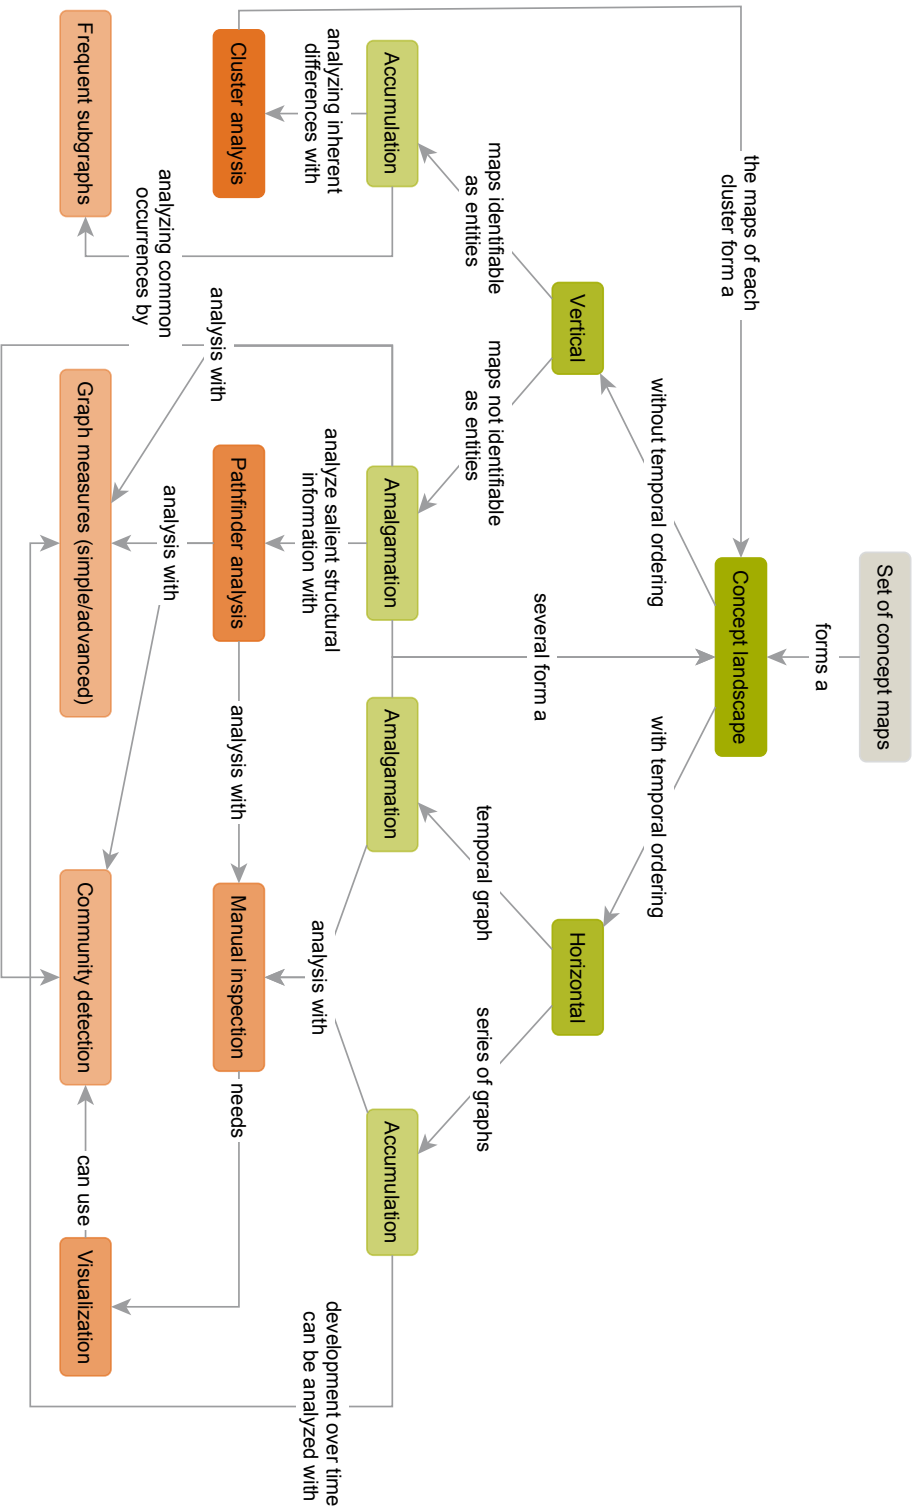 Set of concept maps
forms a
the maps of each
cluster form a
Concept landscape
without temporal ordering
with temporal ordering
several form a
Vertical
Horizontal
maps identifiable
as entities
maps not identifiable
as entities
temporal graph
series of graphs
Accumulation
Amalgamation
Amalgamation
Accumulation
analyzing inherent
differences with
analyze salient structural
information with
analysis with
development over time
can be analyzed with
Cluster analysis
Pathfinder analysis
analysis with
Manual inspection
needs
analyzing common
occurrences by
analysis with
analysis with
Frequent subgraphs
Graph measures (simple/advanced)
Community detection
can use
Visualization